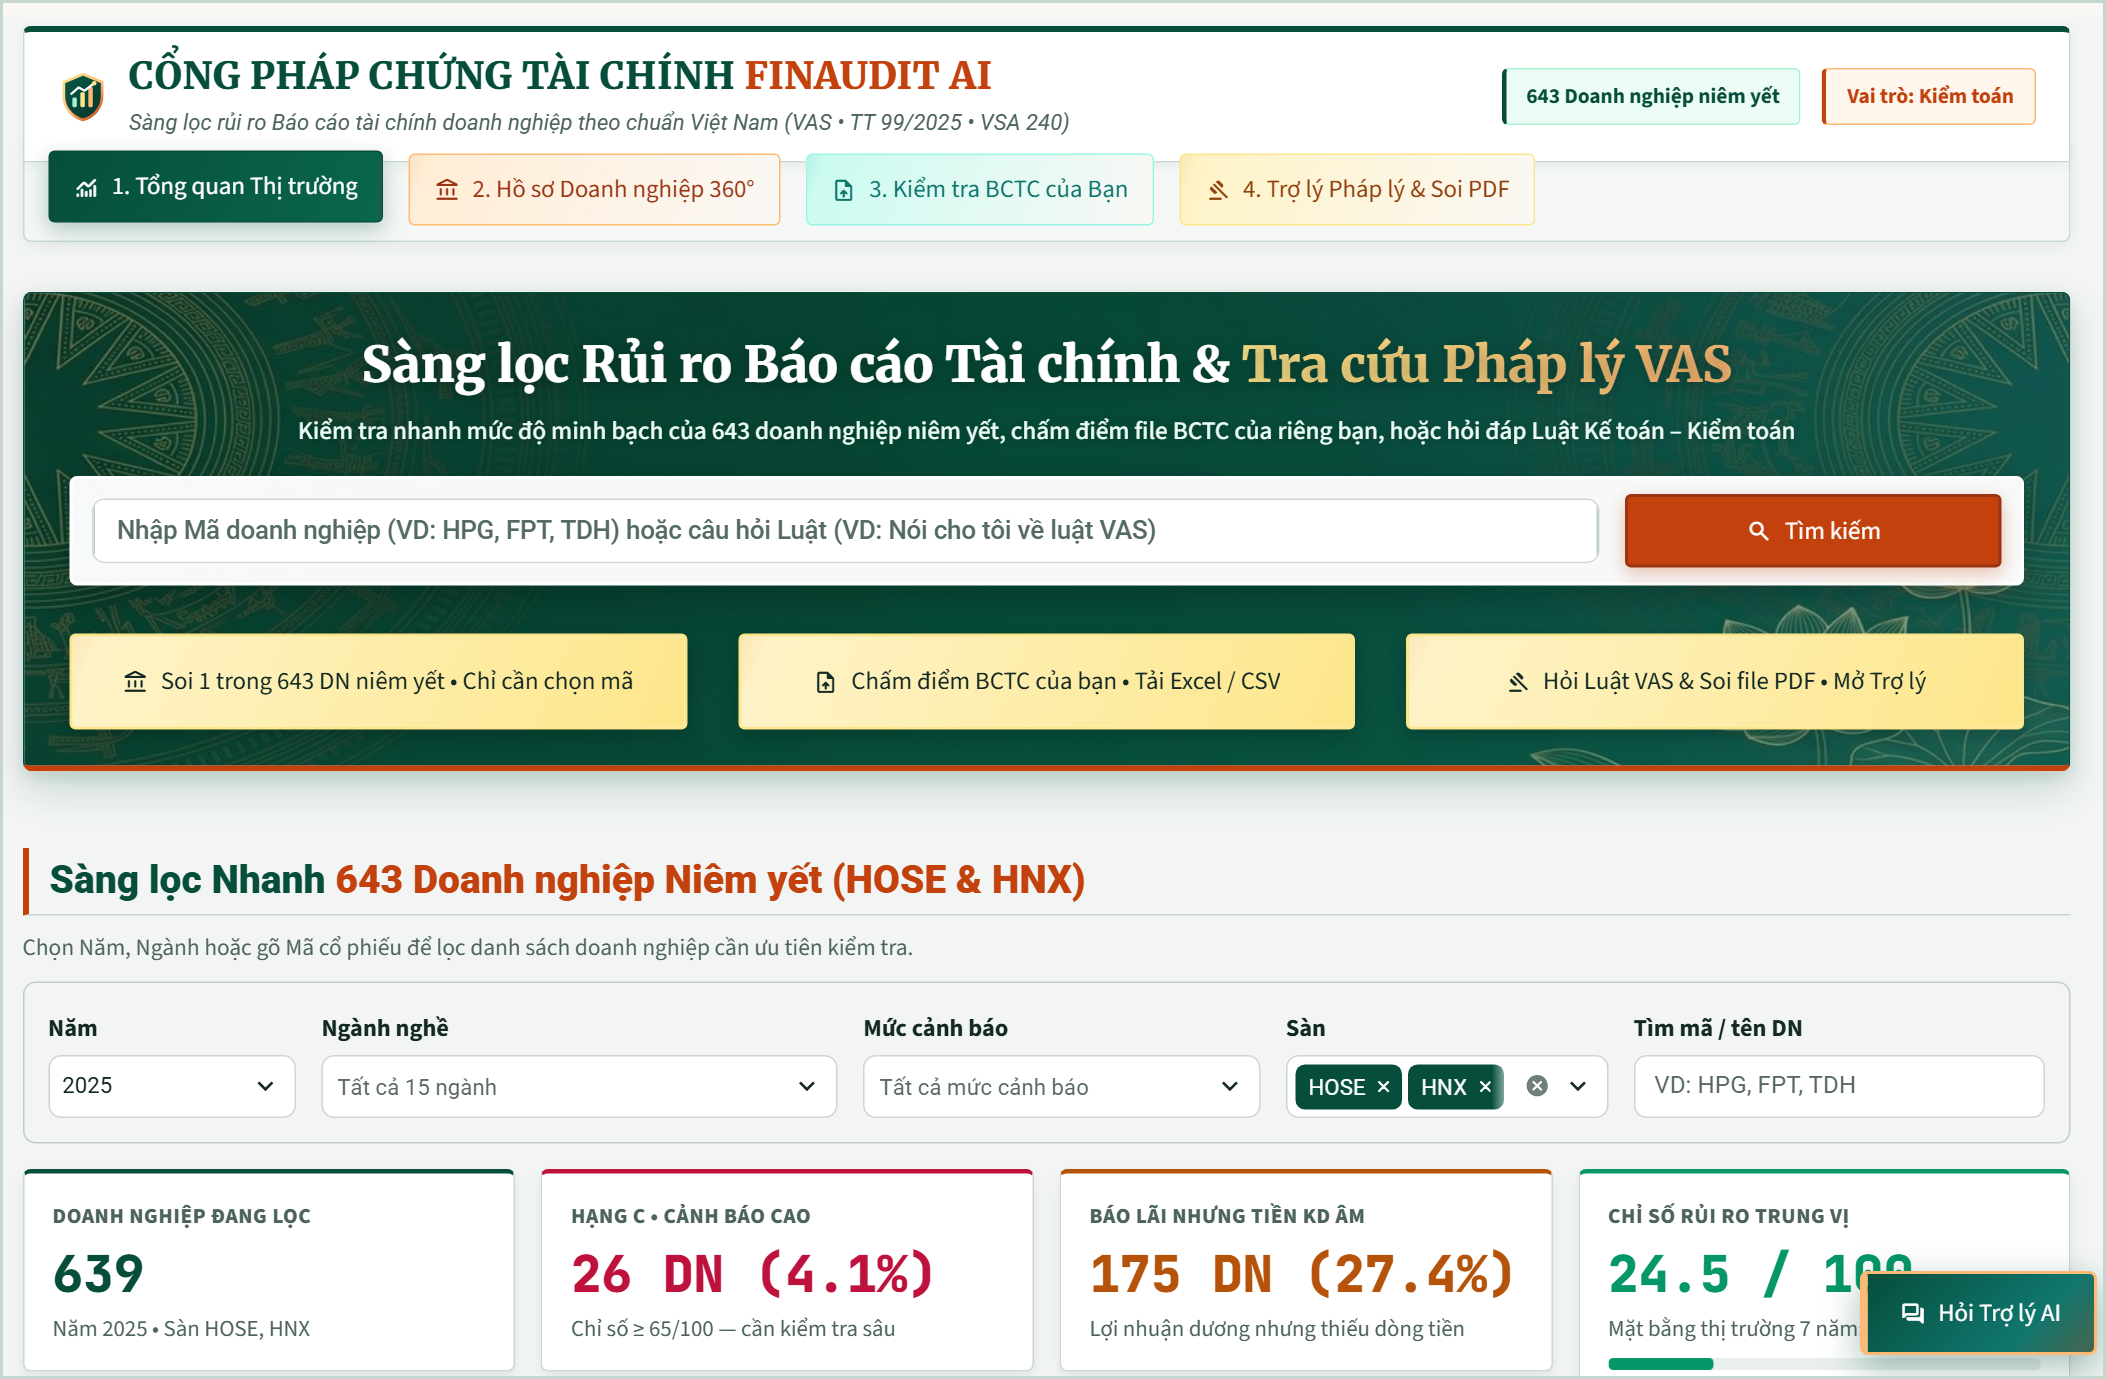 CỔNG PHÁP CHỨNG TÀI CHÍNH FINAUDIT AI
Sàng lọc rủi ro Báo cáo tài chính doanh nghiệp theo chuẩn Việt Nam (VAS • TT 99/2025 • VSA 240)
643 Doanh nghiệp niêm yết
Vai trò: Kiểm toán
1. Tổng quan Thị trường
2. Hồ sơ Doanh nghiệp 360°
3. Kiểm tra BCTC của Bạn
4. Trợ lý Pháp lý & Soi PDF
Sàng lọc Rủi ro Báo cáo Tài chính & Tra cứu Pháp lý VAS
Kiểm tra nhanh mức độ minh bạch của 643 doanh nghiệp niêm yết, chấm điểm file BCTC của riêng bạn, hoặc hỏi đáp Luật Kế toán – Kiểm toán
Nhập Mã doanh nghiệp (VD: HPG, FPT, TDH) hoặc câu hỏi Luật (VD: Nói cho tôi về luật VAS)
Tìm kiếm
Soi 1 trong 643 DN niêm yết • Chỉ cần chọn mã
Chấm điểm BCTC của bạn • Tải Excel / CSV
Hỏi Luật VAS & Soi file PDF • Mở Trợ lý
Sàng lọc Nhanh 643 Doanh nghiệp Niêm yết (HOSE & HNX)
Chọn Năm, Ngành hoặc gõ Mã cổ phiếu để lọc danh sách doanh nghiệp cần ưu tiên kiểm tra.
Năm
Ngành nghề
Mức cảnh báo
Sàn
Tìm mã / tên DN
2025
Tất cả 15 ngành
Tất cả mức cảnh báo
HOSE
HNX
VD: HPG, FPT, TDH
DOANH NGHIỆP ĐANG LỌC
639
Năm 2025 • Sàn HOSE, HNX
HẠNG C • CẢNH BÁO CAO
26 DN (4.1%)
Chỉ số ≥ 65/100 — cần kiểm tra sâu
BÁO LÃI NHƯNG TIỀN KD ÂM
175 DN (27.4%)
Lợi nhuận dương nhưng thiếu dòng tiền
CHỈ SỐ RỦI RO TRUNG VỊ
24.5 / 100
Mặt bằng thị trường 7 năm
Hỏi Trợ lý AI